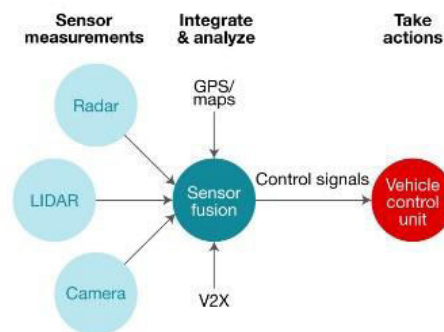 Sensor
measurements
Integrate
& analyze
Take
actions
Radar
GPS/
maps
LIDAR
Sensor
fusion
Control signals
Vehicle
control
unit
Camera
V2X